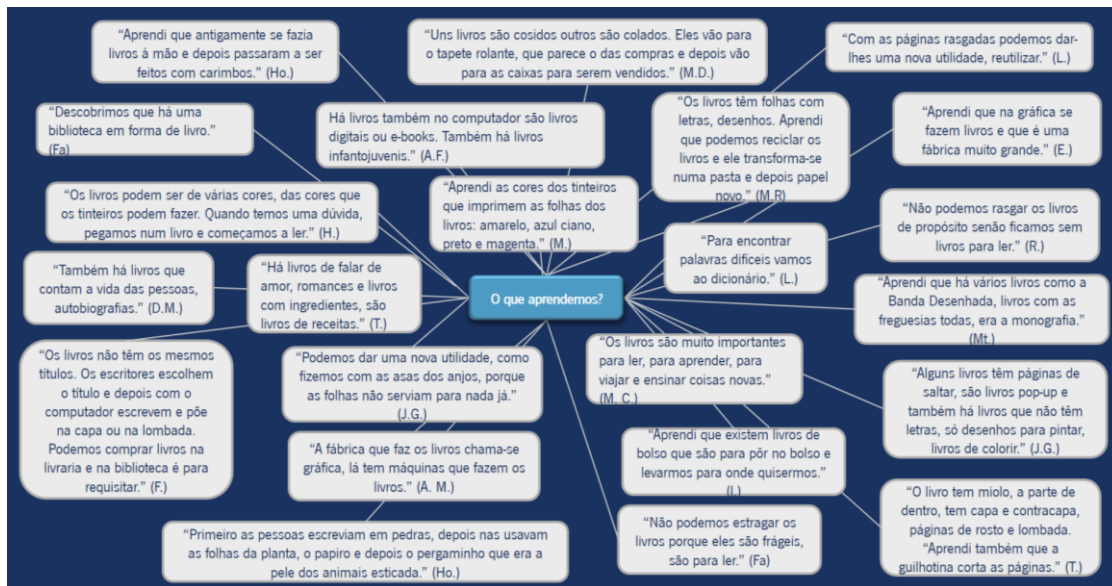 “Aprendi que antigamente se fazia
livros à mão e depois passaram a ser
feitos com carimbos.” (Ho.)
“Uns livros são cosidos outros são colados. Eles vão para
o tapete rolante, que parece o das compras e depois vão
para as caixas para serem vendidos.” (M.D.)
“Com as páginas rasgadas podemos dar-
lhes uma nova utilidade, reutilizar.” (L.)
“Descobrimos que há uma
biblioteca em forma de livro.”
(Fa)
Há livros também no computador são livros
digitais ou e-books. Também há livros
infantojuvenis.” (A.F.)
“Os livros têm folhas com
letras, desenhos. Aprendi
que podemos reciclar os
livros e ele transforma-se
numa pasta e depois papel
novo.” (M.R)
“Aprendi que na gráfica se
fazem livros e que é uma
fábrica muito grande.” (E.)
“Os livros podem ser de várias cores, das cores que
os tinteiros podem fazer. Quando temos uma dúvida,
pegamos num livro e começamos a ler.” (H.)
“Aprendi as cores dos tinteiros
que imprimem as folhas dos
livros: amarelo, azul ciano,
preto e magenta.” (M.)
“Não podemos rasgar os livros
de propósito senão ficamos sem
livros para ler.” (R.)
“Para encontrar
palavras difíceis vamos
ao dicionário.” (L.)
“Também há livros que
contam a vida das pessoas,
autobiografias.” (D.M.)
“Há livros de falar de
amor, romances e livros
com ingredientes, são
livros de receitas.” (T.)
O que aprendemos?
“Aprendi que há vários livros como a
Banda Desenhada, livros com as
freguesias todas, era a monografia.”
(Mt.)
“Os livros não têm os mesmos
títulos. Os escritores escolhem
o título e depois com o
computador escrevem e põe
na capa ou na lombada.
Podemos comprar livros na
livraria e na biblioteca é para
requisitar.” (F.)
“Podemos dar uma nova utilidade, como
fizemos com as asas dos anjos, porque
as folhas não serviam para nada já.”
(J.G.)
“Os livros são muito importantes
para ler, para aprender, para
viajar e ensinar coisas novas.”
(M. C.)
“Alguns livros têm páginas de
saltar, são livros pop-up e
também há livros que não têm
letras, só desenhos para pintar,
livros de colorir.” (J.G.)
“A fábrica que faz os livros chama-se
gráfica, lá tem máquinas que fazem os
livros.” (A. M.)
“Aprendi que existem livros de
bolso que são para pôr no bolso e
levarmos para onde quisermos.”
“Primeiro as pessoas escreviam em pedras, depois nas usavam
as folhas da planta, o papiro e depois o pergaminho que era a
pele dos animais esticada.” (Ho.)
“Não podemos estragar os
livros porque eles são frágeis,
são para ler.” (Fa)
“O livro tem miolo, a parte de
dentro, tem capa e contracapa,
páginas de rosto e lombada.
“Aprendi também que a
guilhotina corta as páginas.” (T.)